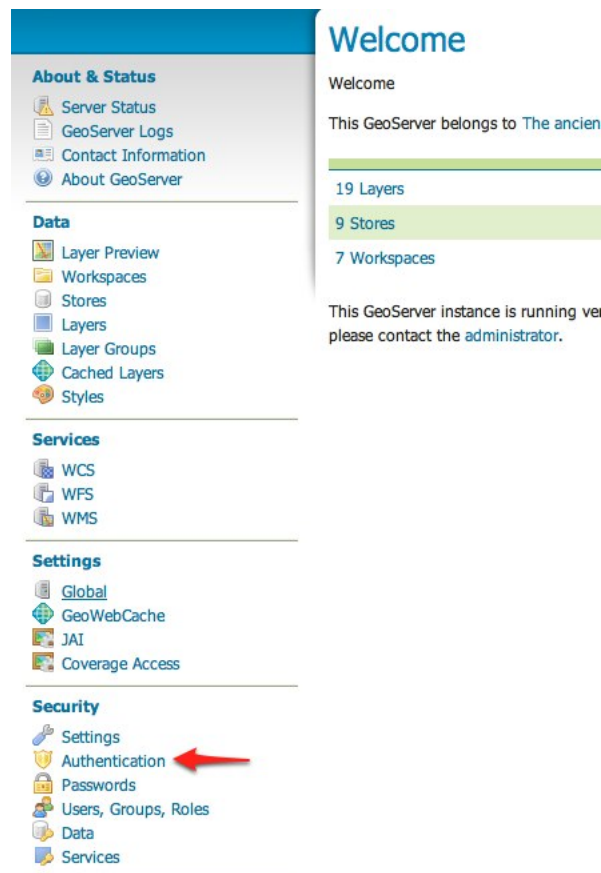 About & Status
Server Status
GeoServer Logs
Contact Information
About GeoServer
Data
Layer Preview
Workspaces
Stores
Layers
Layer Groups
Cached Layers
Styles
Services
WCS
WFS
WMS
Settings
Global
GeoWebCache
JAI
Coverage Access
Security
Settings
Authentication
Passwords
Users, Groups, Roles
Data
Services
Welcome
Welcome
This GeoServer belongs to The ancien
19 Layers
9 Stores
7 Workspaces
This GeoServer instance is running ver
please contact the administrator.